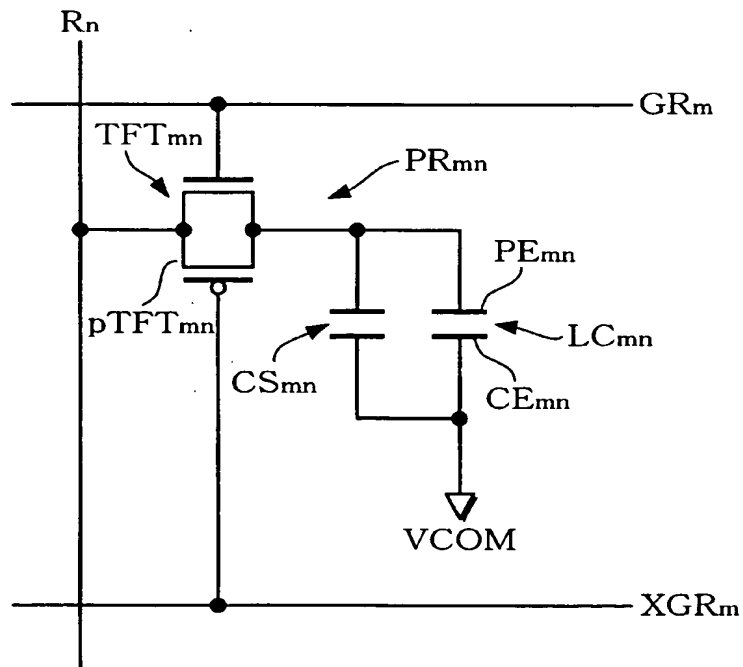 Rn
GRm
TFTmn
PRmn
PEmn
pTFTmn
LCmn
CSmn
CEmn
VCOM
XGRm